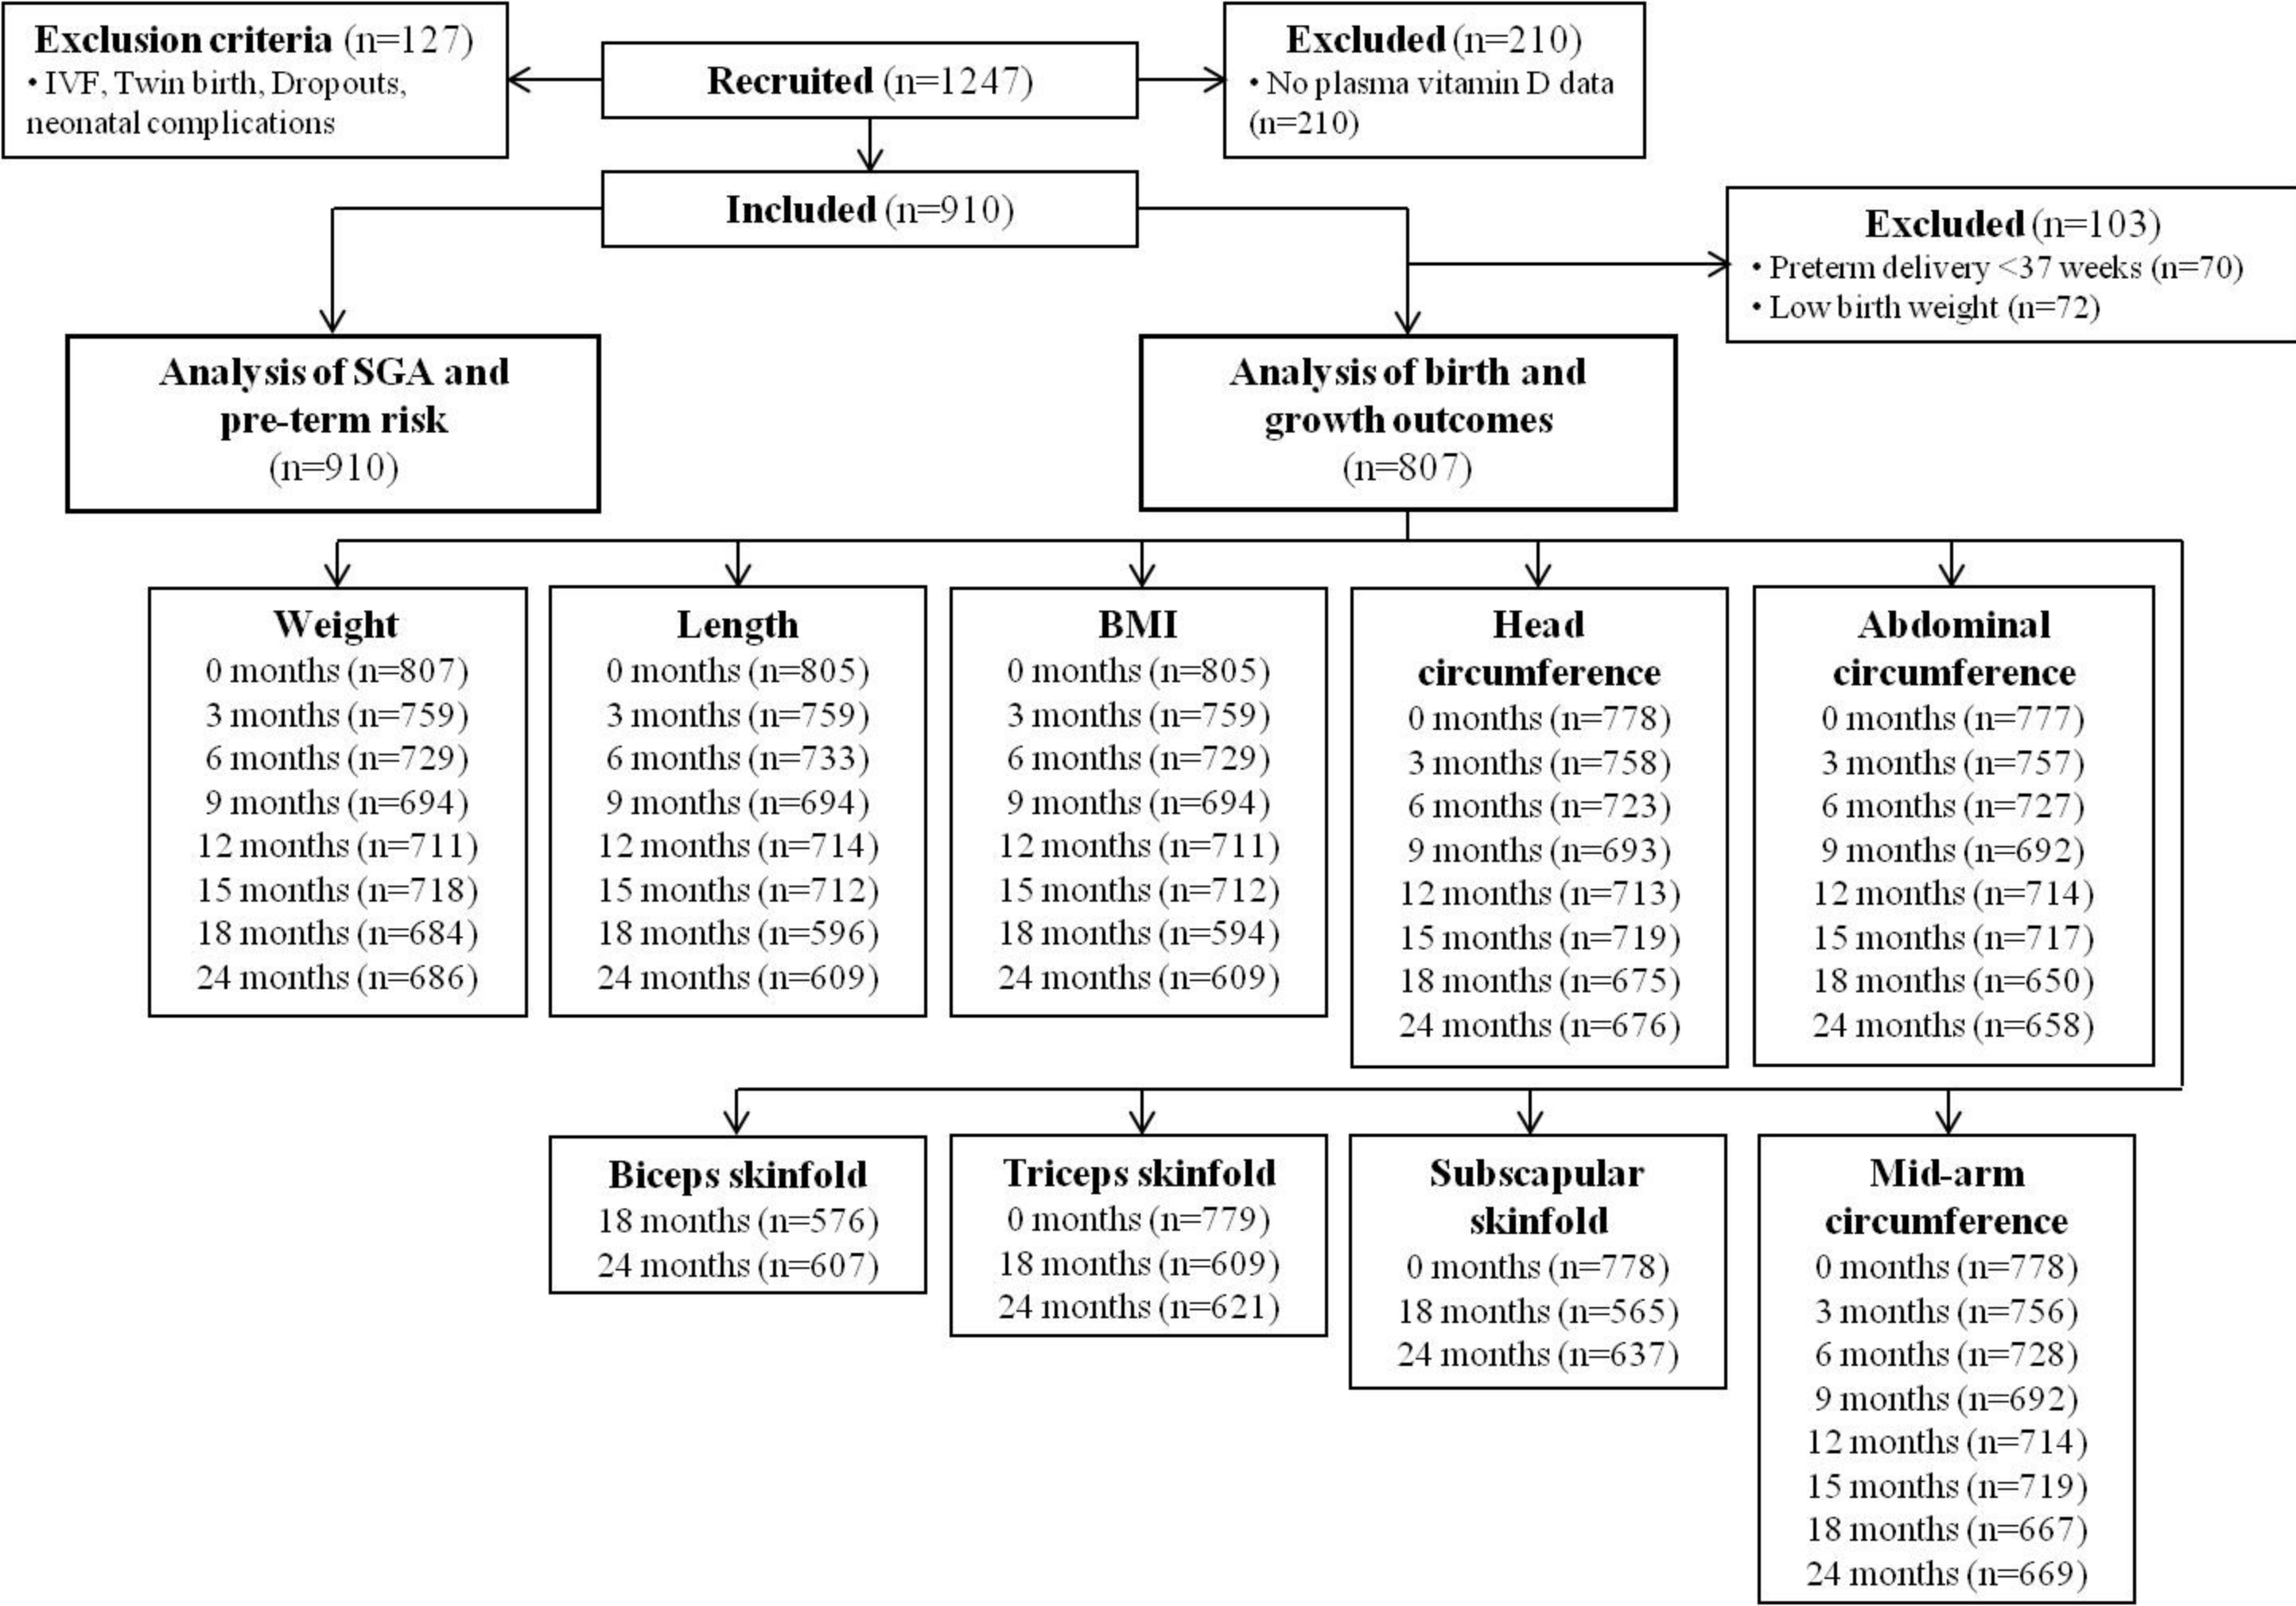 Exclusion criteria (n=127)
• IVF, Twin birth, Dropouts,
neonatal complications
Recruited (n=1247)
Excluded (n=210)
• No plasma vitamin D data
(n=210)
Included (n=910)
Excluded (n=103)
• Preterm delivery <37 weeks (n=70)
• Low birth weight (n=72)
Analysis of SGA and
pre-term risk
(n=910)
Analysis of birth and
growth outcomes
(n=807)
Weight
0 months (n=807)
3 months (n=759)
6 months (n=729)
9 months (n=694)
12 months (n=711)
15 months (n=718)
18 months (n=684)
24 months (n=686)
Length
0 months (n=805)
3 months (n=759)
6 months (n=733)
9 months (n=694)
12 months (n=714)
15 months (n=712)
18 months (n=596)
24 months (n=609)
BMI
0 months (n=805)
3 months (n=759)
6 months (n=729)
9 months (n=694)
12 months (n=711)
15 months (n=712)
18 months (n=594)
24 months (n=609)
Head
circumference
0 months (n=778)
3 months (n=758)
6 months (n=723)
9 months (n=693)
12 months (n=713)
15 months (n=719)
18 months (n=675)
24 months (n=676)
Abdominal
circumference
0 months (n=777)
3 months (n=757)
6 months (n=727)
9 months (n=692)
12 months (n=714)
15 months (n=717)
18 months (n=650)
24 months (n=658)
Biceps skinfold
18 months (n=576)
24 months (n=607)
Triceps skinfold
0 months (n=779)
18 months (n=609)
24 months (n=621)
Subscapular
skinfold
0 months (n=778)
18 months (n=565)
24 months (n=637)
Mid-arm
circumference
0 months (n=778)
3 months (n=756)
6 months (n=728)
9 months (n=692)
12 months (n=714)
15 months (n=719)
18 months (n=667)
24 months (n=669)